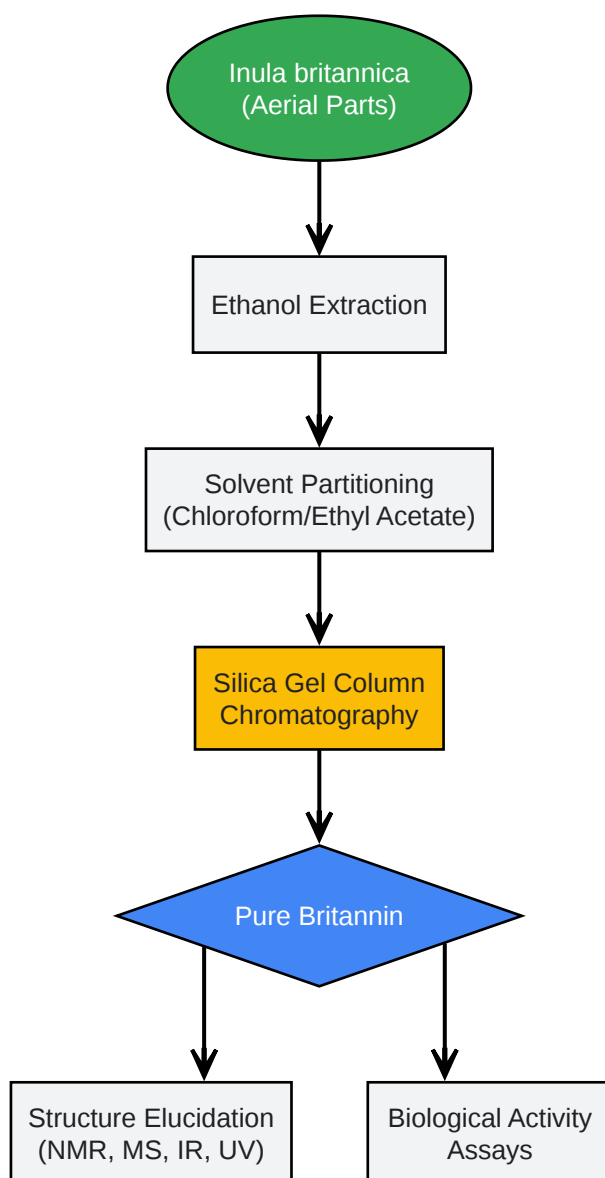 Inula britannica
(Aerial Parts)
Ethanol Extraction
Solvent Partitioning
(Chloroform/Ethyl Acetate)
Silica Gel Column
Chromatography
Pure Britannin
Structure Elucidation
(NMR, MS, IR, UV)
Biological Activity
Assays